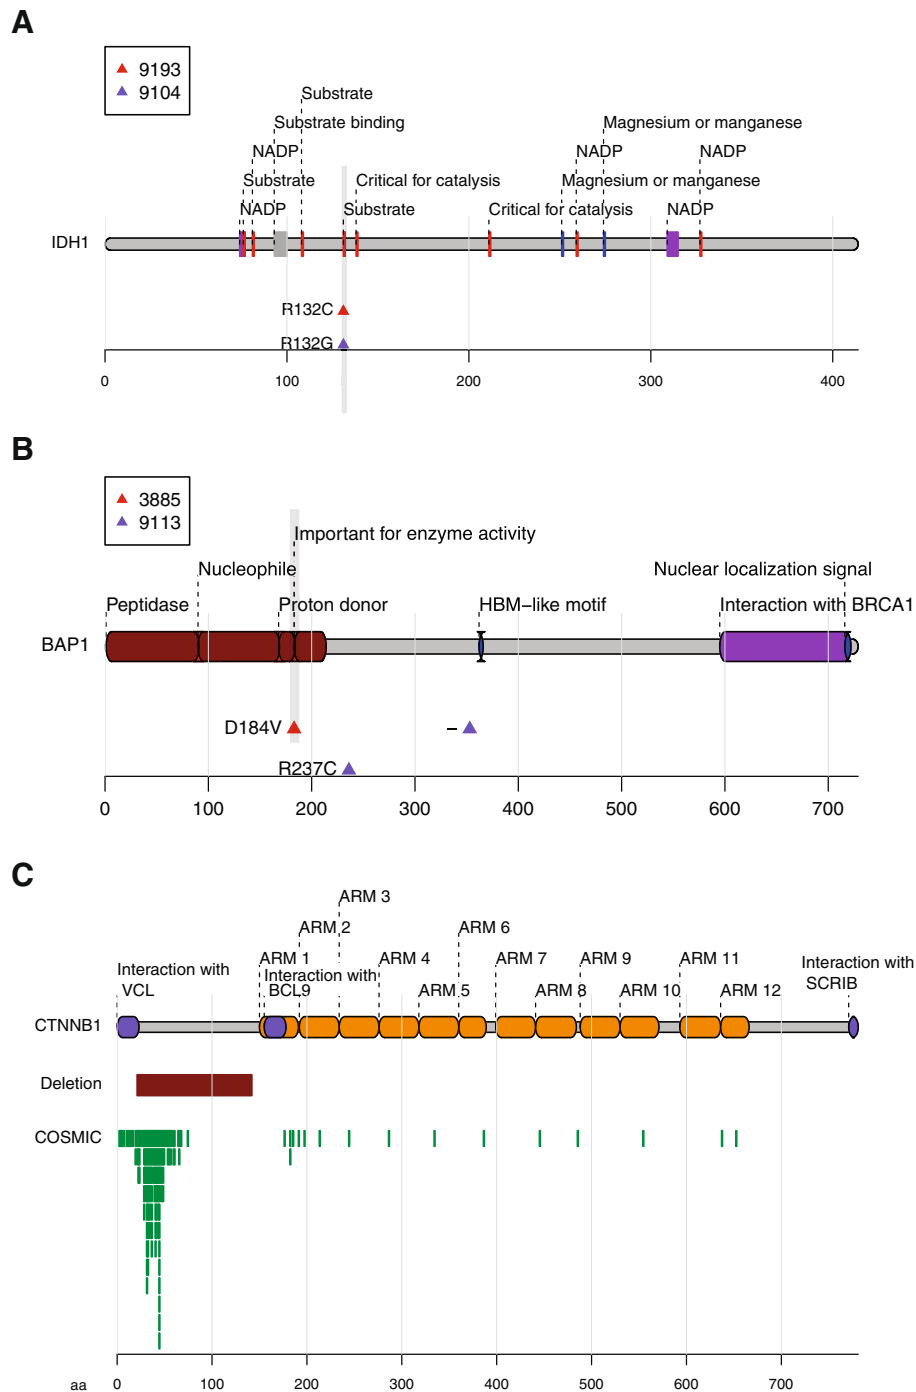 A
9193
9104
Substrate
Substrate binding
Magnesium or manganese
NADP
NADP
NADP
Substrate
Critical for catalysis
Magnesium or manganese
NADP
Substrate
Critical for catalysis
NADP
IDH1
R132C
R132G
0
100
200
300
400
B
3885
9113
Important for enzyme activity
Nucleophile
Nuclear localization signal
Peptidase
Proton donor
HBM−like motif
Interaction with BRCA1
BAP1
D184V
−
R237C
0
100
200
300
400
500
600
700
C
ARM 3
ARM 2
ARM 6
ARM 1
ARM 4
ARM 7
ARM 9
ARM 11
Interaction with
VCL
Interaction with
BCL9
ARM 5
ARM 8
ARM 10
ARM 12
Interaction with
SCRIB
CTNNB1
Deletion
COSMIC
aa
0
100
200
300
400
500
600
700